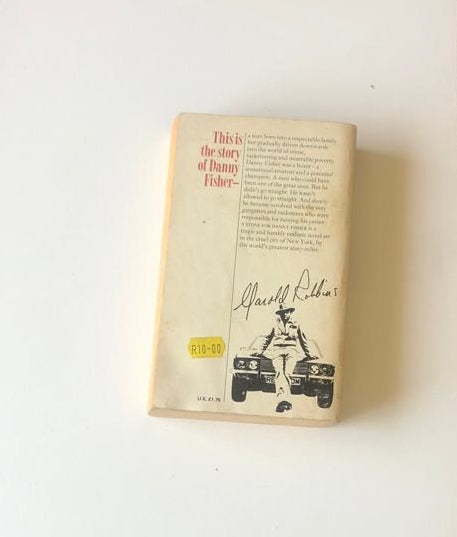 This is
the story
of Danny
Fisher—
a man born into a respectable family
but gradually driven downwards
into the world of crime,
racketeering and miserable poverty
Danny Fisher was a boxer—a
sensational amateur and a potential
champion. A man who could have
been one of the great ones. But he
didn't go straight. He wasn't
allowed to go straight. And slowly
he became involved with the very
gangsters and racketeers who were
responsible for ruining his career.
A STONE FOR DANNY FISHER is a
tragic and harshly realistic novel set
in the cruel city of New York, by
the world's greatest story-teller
Harold Robbins
R10-00
U.K. £1.75